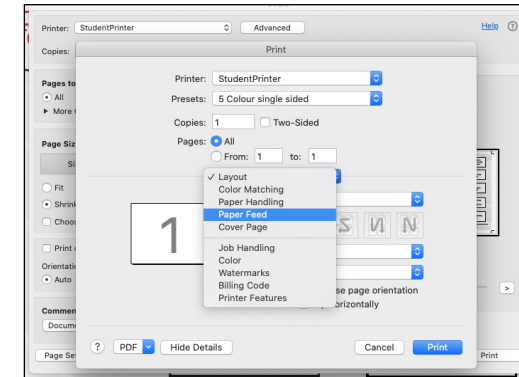 Printer: StudentPrinter Advanced Help ?
Copies: Print
Printer: StudentPrinter
Presets: 5 Colour single sided
Pages to
All
More
Copies: 1 Two-Sided
Pages: All
From: 1 to: 1
Page Siz
Si
Fit
Shrink
Choos
✓ Layout
Color Matching
Paper Handling
Paper Feed
Cover Page
Job Handling
Color
Watermarks
Billing Code
Printer Features
1
Print
Orientatio
Auto
se page orientation
orizontally
>
Commen
Docume
? PDF Hide Details Cancel Print
Page Se Print